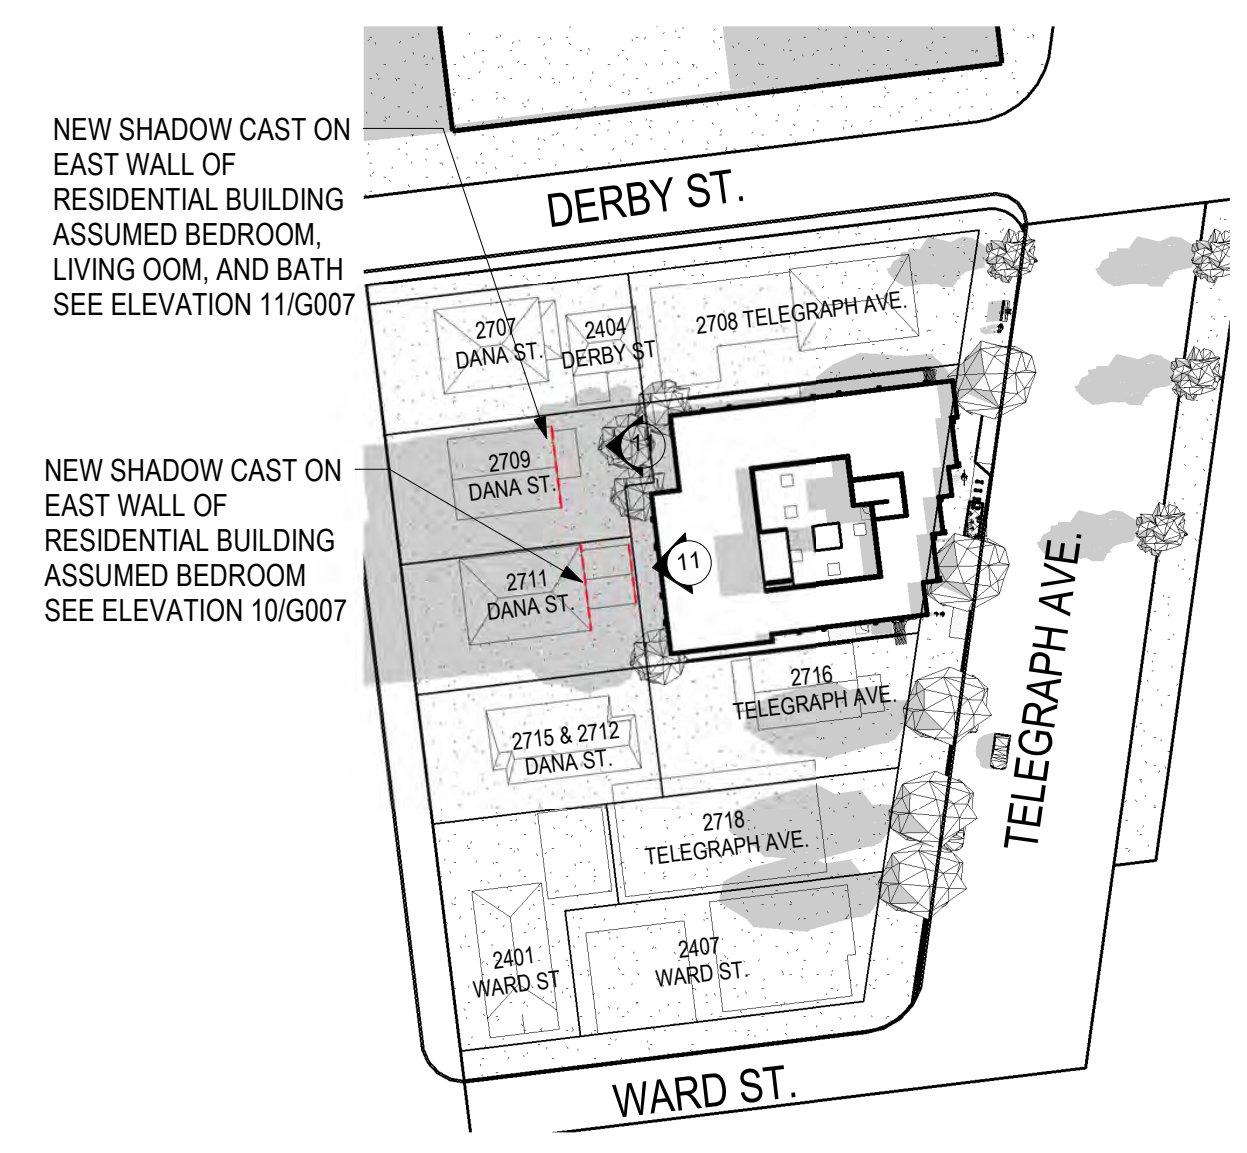 NEW SHADOW CAST ON
EAST WALL OF
RESIDENTIAL BUILDING
ASSUMED BEDROOM,
LIVING OOM, AND BATH
SEE ELEVATION 11/G007
NEW SHADOW CAST ON
EAST WALL OF
RESIDENTIAL BUILDING
ASSUMED BEDROOM
SEE ELEVATION 10/G007
DERBY ST.
2707
DANA ST.
2404
DERBY ST
2708 TELEGRAPH AVE.
2709
DANA ST.
11
2711
DANA ST.
11
2716
TELEGRAPH AVE.
2715 & 2712
DANA ST.
2718
TELEGRAPH AVE.
2401
WARD ST
2407
WARD ST.
TELEGRAPH AVE.
WARD ST.